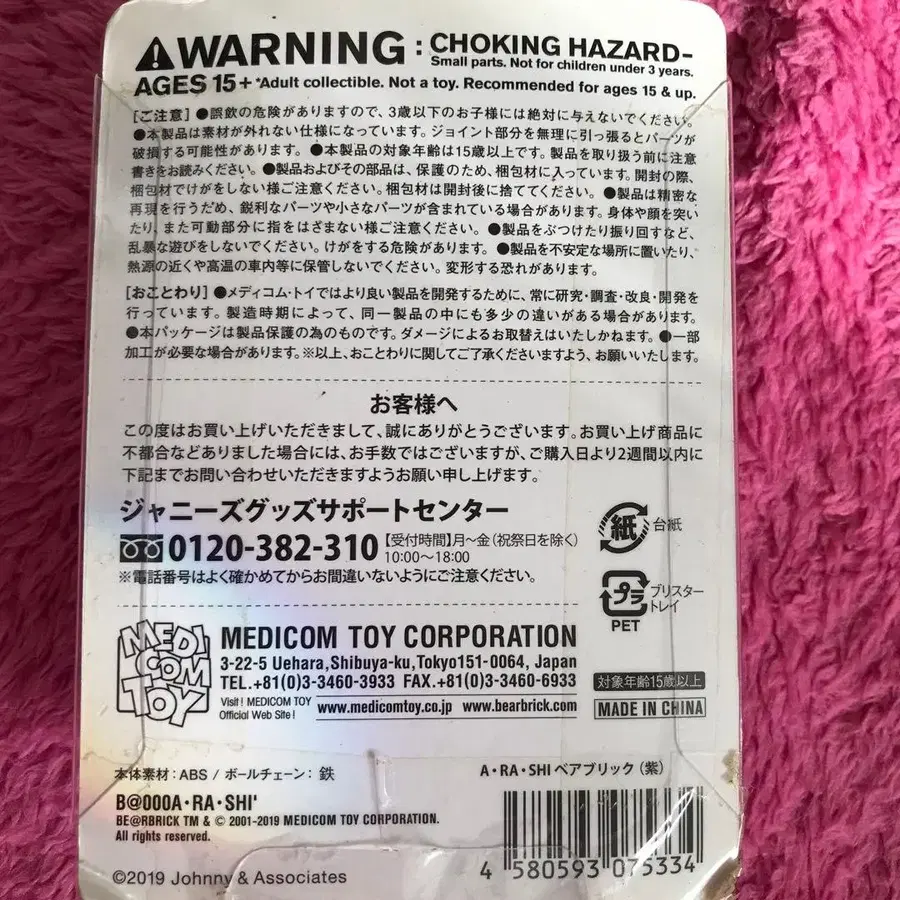 ⚠WARNING : CHOKING HAZARD-
Small parts. Not for children under 3 years.
AGES 15+ *Adult collectible. Not a toy. Recommended for ages 15 & up.
[ご注意] ●誤飲の危険がありますので、3歳以下のお子様には絶対に与えないでください。
●本製品は素材が外れない仕様になっています。ジョイント部分を無理に引っ張るとパーツが
破損する可能性があります。 ●本製品の対象年齢は15歳以上です。製品を取り扱う前に注意
書きをお読みください。 ●製品およびその部品は、保護のため、梱包材に入っています。開封の際、
梱包材でけがをしない様ご注意ください。梱包材は開封後に捨ててください。 ●製品は精密な
再現を行うだめ、鋭利なパーツや小さなパーツが含まれている場合があります。身体や顔を突い
たり、また可動部分に指をはざまない様ご注意ください。 ●製品をぶつけたり振り回すなど、
乱暴な遊びをしないでください。けがをする危険があります。 ●製品を不安定な場所に置いたり、
熱源の近くや高温の車内等に保管しないでください。変形する恐れがあります。
[おことわり] ●メディコム・トイではより良い製品を開発するために、常に研究・調査・改良・開発を
行っています。製造時期によって、同一製品の中にも多少の違いがある場合があります。
●本パッケージは製品保護の為のものです。ダメージによるお取替えはいたしかねます。 ●一部
加工が必要な場合があります。※以上、おことわりに関してご了承くださいますよう、お願いいたします。
お客様へ
この度はお買い上げいただきまして、誠にありがとうございます。お買い上げ商品に
不都合などありました場合には、お手数ではございますが、ご購入日より2週間以内に
下記までお問い合わせいただきますようお願い申し上げます。
ジャニーズグッズサポートセンター
0120-382-310 【受付時間】月〜金(祝祭日を除く)
10:00〜18:00
※電話番号はよく確かめてからお間違いないようにご注意ください。
紙 台紙
プラ ブリスター
トレイ
PET
MEDI
COM
TOY
MEDICOM TOY CORPORATION
3-22-5 Uehara,Shibuya-ku,Tokyo151-0064, Japan
TEL.+81(0)3-3460-3933 FAX.+81(0)3-3460-6933
Visit ! MEDICOM TOY
Official Web Site !
www.medicomtoy.co.jp www.bearbrick.com
対象年齢15歳以上
MADE IN CHINA
本体素材：ABS / ボールチェーン：鉄
A・RA・SHI ベアブリック (紫)
B@000A・RA・SHI'
BE@RBRICK TM & © 2001-2019 MEDICOM TOY CORPORATION.
All rights reserved.
©2019 Johnny & Associates
4 580593 075334